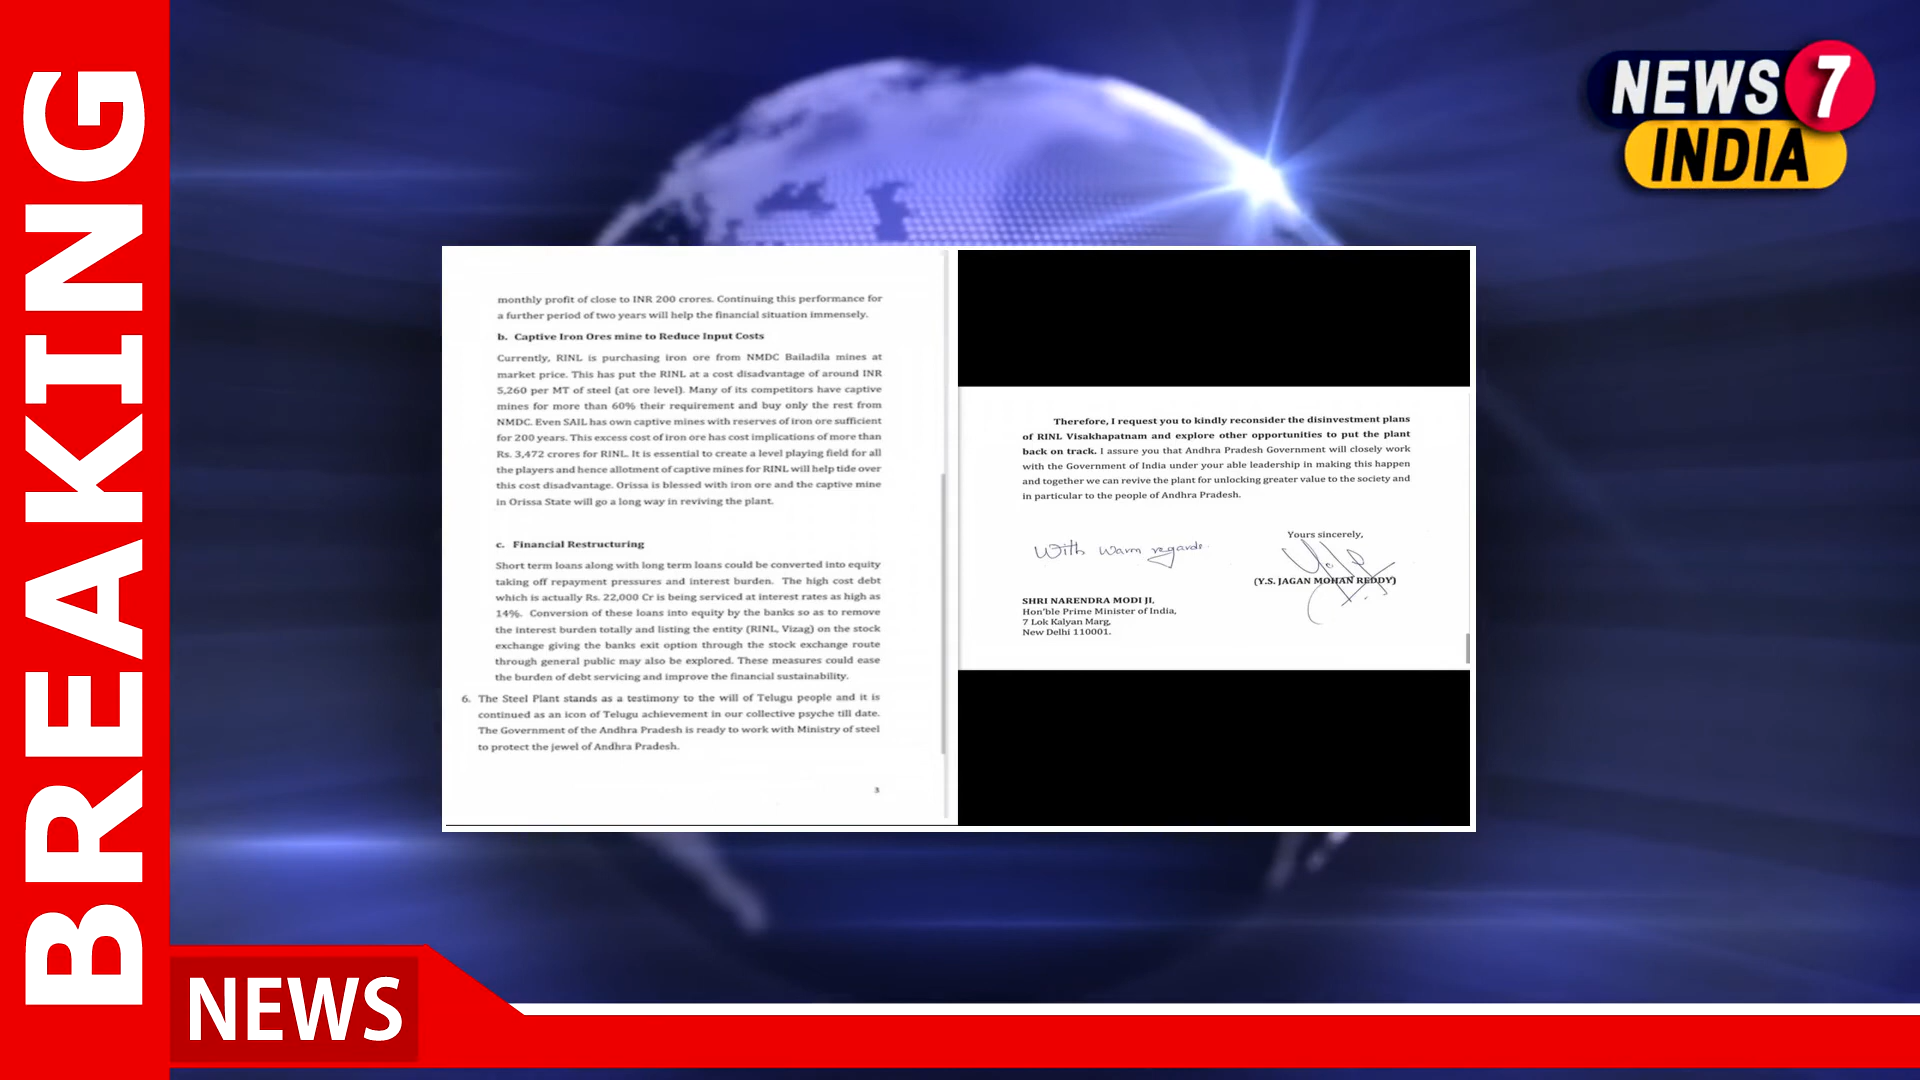 BREAKING
NEWS 7
INDIA
monthly profit of close to INR 200 crores. Continuing this performance for
a further period of two years will help the financial situation immensely.
b. Captive Iron Ores mine to Reduce Input Costs
Currently, RINL is purchasing iron ore from NMDC Bailadila mines at
market price. This has put the RINL at a cost disadvantage of around INR
5,260 per MT of steel (at ore level). Many of its competitors have captive
mines for more than 60% their requirement and buy only the rest from
NMDC. Even SAIL has own captive mines with reserves of iron ore sufficient
for 200 years. This excess cost of iron ore has cost implications of more than
Rs. 3,472 crores for RINL. It is essential to create a level playing field for all
the players and hence allotment of captive mines for RINL will help tide over
this cost disadvantage. Orissa is blessed with iron ore and the captive mine
in Orissa State will go a long way in reviving the plant.
c. Financial Restructuring
Short term loans along with long term loans could be converted into equity
taking off repayment pressures and interest burden. The high cost debt
which is actually Rs. 22,000 Cr is being serviced at interest rates as high as
14%. Conversion of these loans into equity by the banks so as to remove
the interest burden totally and listing the entity (RINL, Vizag) on the stock
exchange giving the banks exit option through the stock exchange route
through general public may also be explored. These measures could ease
the burden of debt servicing and improve the financial sustainability.
6. The Steel Plant stands as a testimony to the will of Telugu people and it is
continued as an icon of Telugu achievement in our collective psyche till date.
The Government of the Andhra Pradesh is ready to work with Ministry of steel
to protect the jewel of Andhra Pradesh.
3
Therefore, I request you to kindly reconsider the disinvestment plans
of RINL Visakhapatnam and explore other opportunities to put the plant
back on track. I assure you that Andhra Pradesh Government will closely work
with the Government of India under your able leadership in making this happen
and together we can revive the plant for unlocking greater value to the society and
in particular to the people of Andhra Pradesh.
With warm regards
Yours sincerely,
(Y.S. JAGAN MOHAN REDDY)
SHRI NARENDRA MODI JI,
Hon'ble Prime Minister of India,
7 Lok Kalyan Marg,
New Delhi 110001.
NEWS